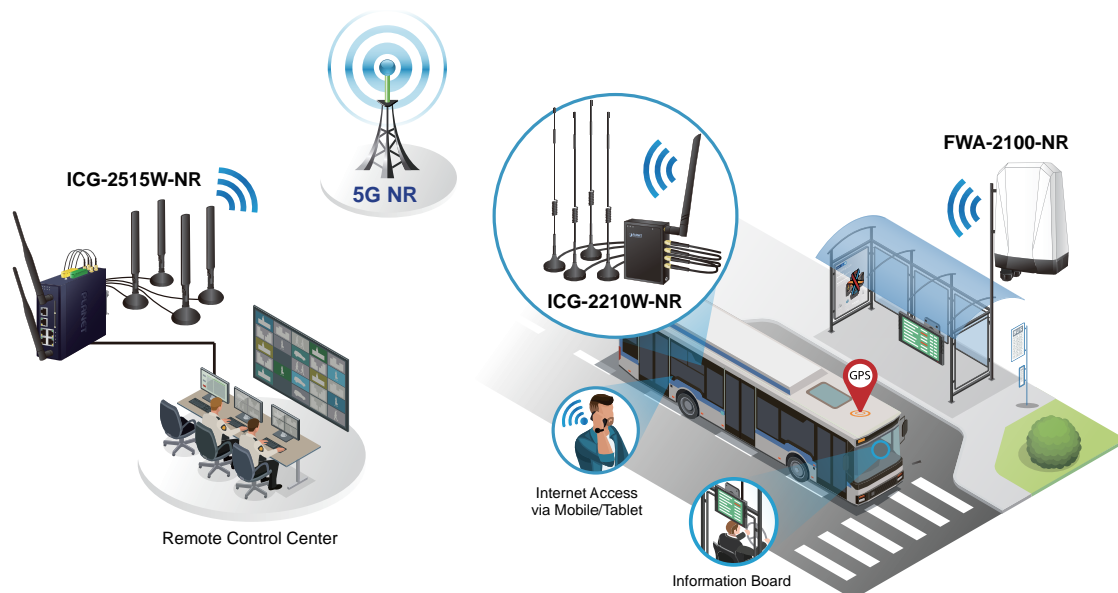 5G NR
ICG-2515W-NR
PLANET
Remote Control Center
ICG-2210W-NR
FWA-2100-NR
GPS
Internet Access
via Mobile/Tablet
Information Board